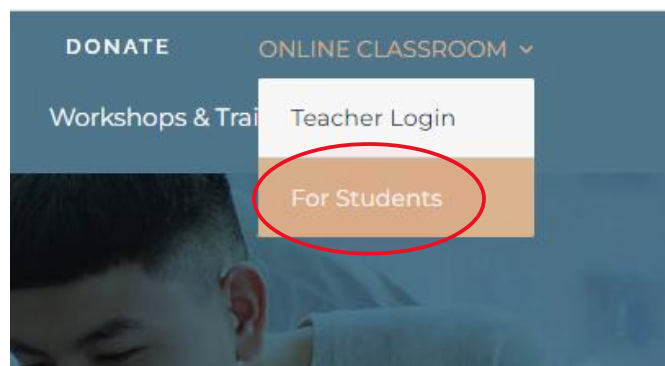 DONATE
ONLINE CLASSROOM
Workshops & Trai
Teacher Login
For Students